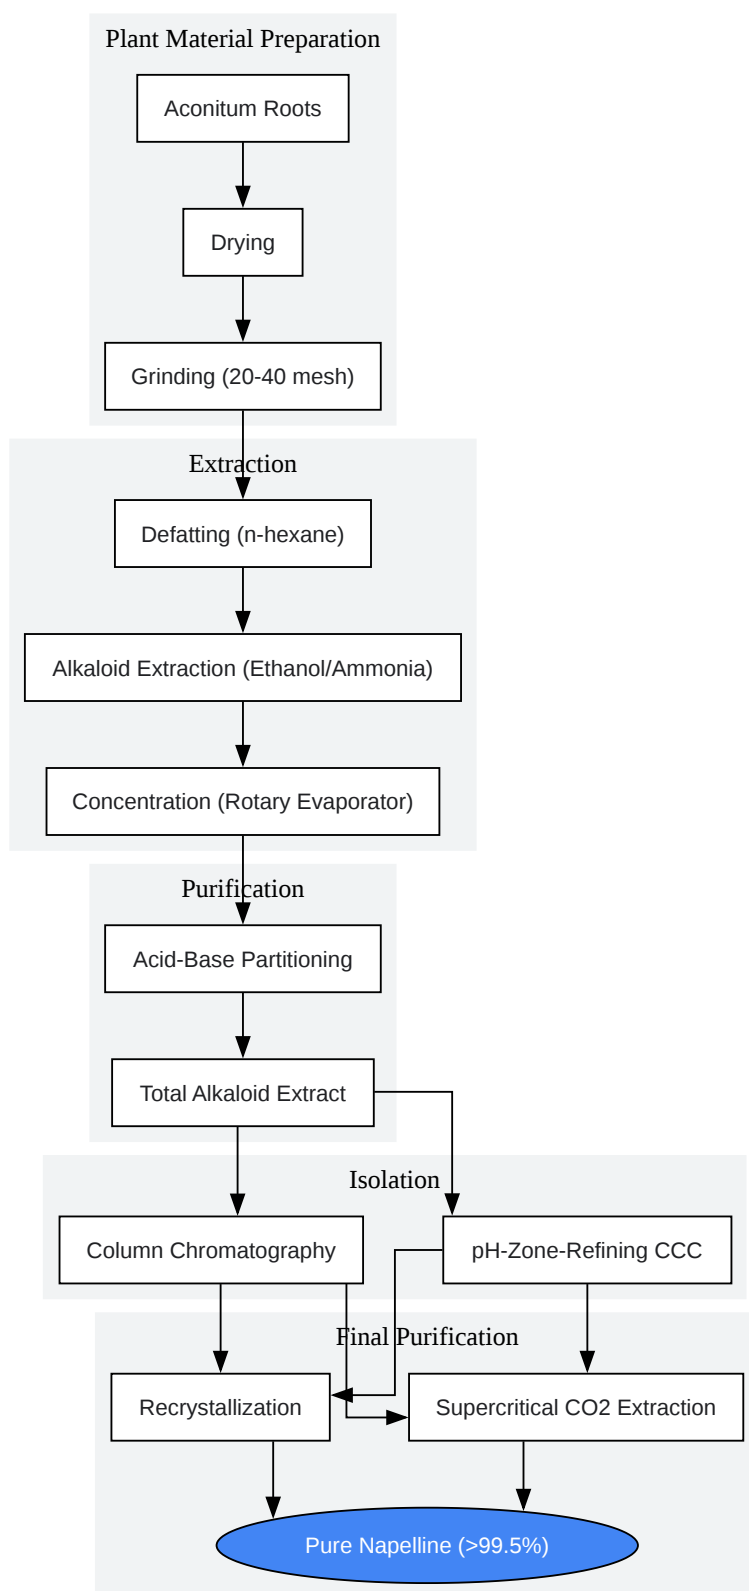 Plant Material Preparation
Aconitum Roots
Drying
Grinding (20-40 mesh)
Extraction
Defatting (n-hexane)
Alkaloid Extraction (Ethanol/Ammonia)
Concentration (Rotary Evaporator)
Purification
Acid-Base Partitioning
Total Alkaloid Extract
Isolation
Column Chromatography
pH-Zone-Refining CCC
Final Purification
Recrystallization
Supercritical CO2 Extraction
Pure Napelline (>99.5%)